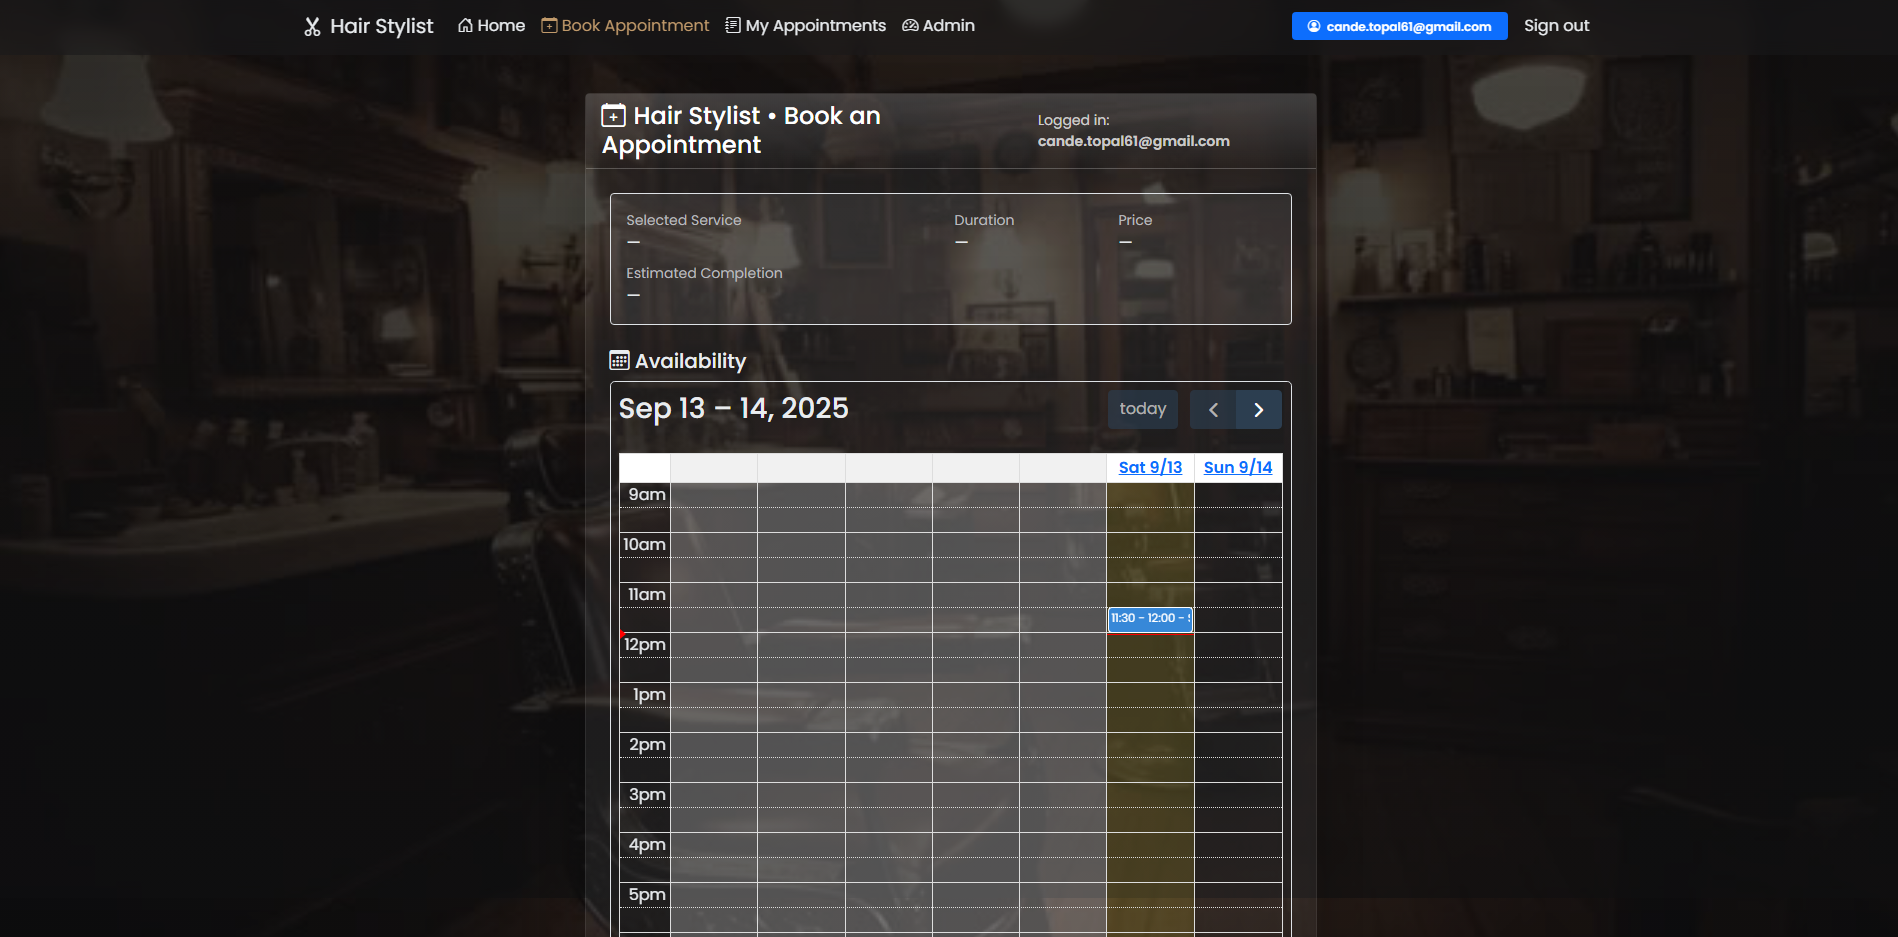 Hair Stylist Home Book Appointment My Appointments Admin cande.topal61@gmail.com Sign out
Hair Stylist • Book an
Appointment
Logged in:
cande.topal61@gmail.com
Selected Service Duration Price
— — —
Estimated Completion
—
Availability
Sep 13 – 14, 2025 today
Sat 9/13 Sun 9/14
9am
10am
11am
11:30 - 12:00 -
12pm
1pm
2pm
3pm
4pm
5pm